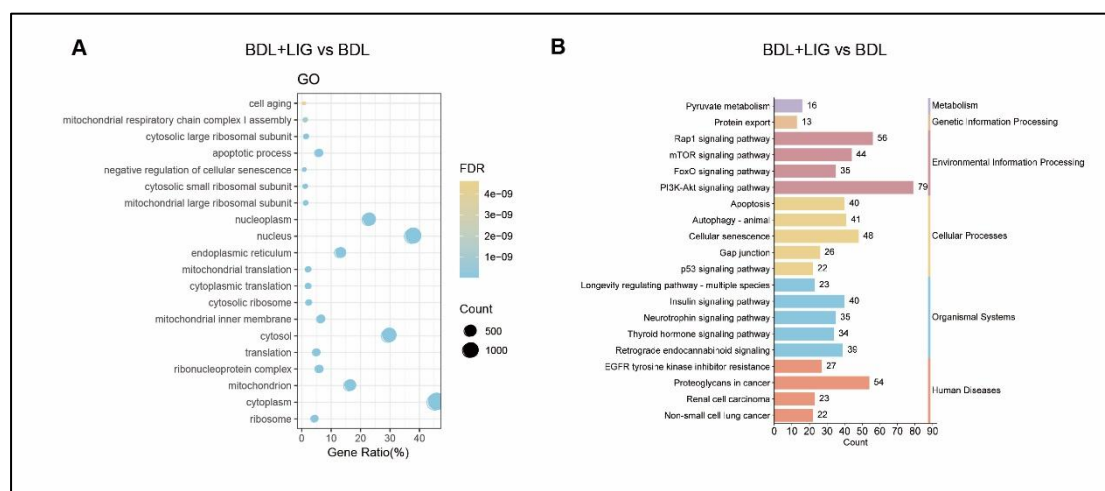 A
BDL+LIG vs BDL
GO
cell aging
mitochondrial respiratory chain complex I assembly
cytosolic large ribosomal subunit
apoptotic process
negative regulation of cellular senescence
cytosolic small ribosomal subunit
mitochondrial large ribosomal subunit
nucleoplasm
nucleus
endoplasmic reticulum
mitochondrial translation
cytoplasmic translation
cytosolic ribosome
mitochondrial inner membrane
cytosol
translation
ribonucleoprotein complex
mitochondrion
cytoplasm
ribosome
0 10 20 30 40
Gene Ratio(%)
FDR
4e-09
3e-09
2e-09
1e-09
Count
500
1000
B
BDL+LIG vs BDL
Pyruvate metabolism 16
Protein export 13
Rap1 signaling pathway 56
mTOR signaling pathway 44
FoxO signaling pathway 35
PI3K-Akt signaling pathway 79
Apoptosis 40
Autophagy - animal 41
Cellular senescence 48
Gap junction 26
p53 signaling pathway 22
Longevity regulating pathway - multiple species 23
Insulin signaling pathway 40
Neurotrophin signaling pathway 35
Thyroid hormone signaling pathway 34
Retrograde endocannabinoid signaling 39
EGFR tyrosine kinase inhibitor resistance 27
Proteoglycans in cancer 54
Renal cell carcinoma 23
Non-small cell lung cancer 22
0 10 20 30 40 50 60 70 80 90
Count
Metabolism
Genetic Information Processing
Environmental Information Processing
Cellular Processes
Organismal Systems
Human Diseases